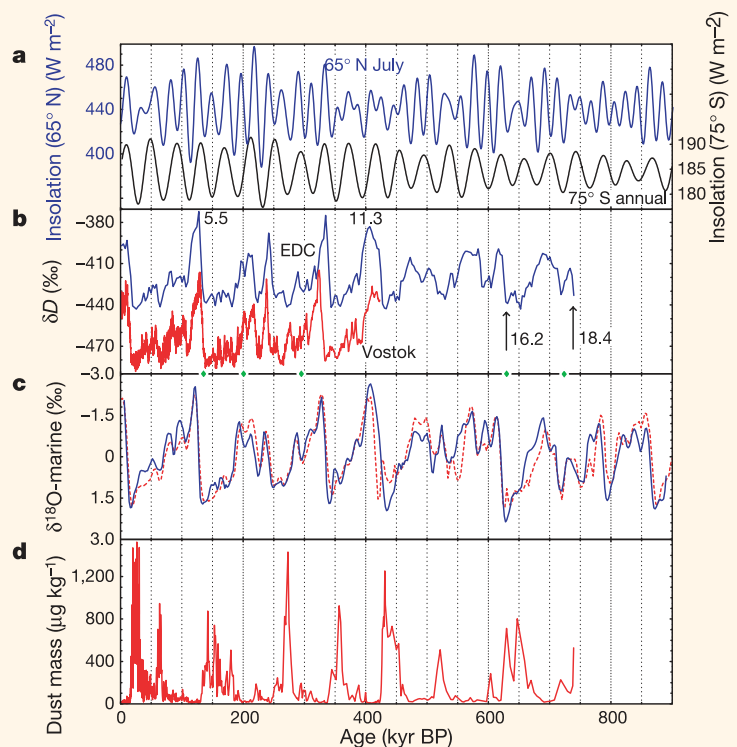 a
Insolation (65° N) (W m–2)
480
440
400
65° N July
190
185
180
75° S annual
Insolation (75° S) (W m–2)
b
δD (‰)
–380
–410
–440
–470
5.5
11.3
EDC
Vostok
16.2
18.4
c
δ18O-marine (‰)
–3.0
–1.5
0
1.5
3.0
d
Dust mass (µg kg–1)
1,200
800
400
0
0
200
400
600
800
Age (kyr BP)